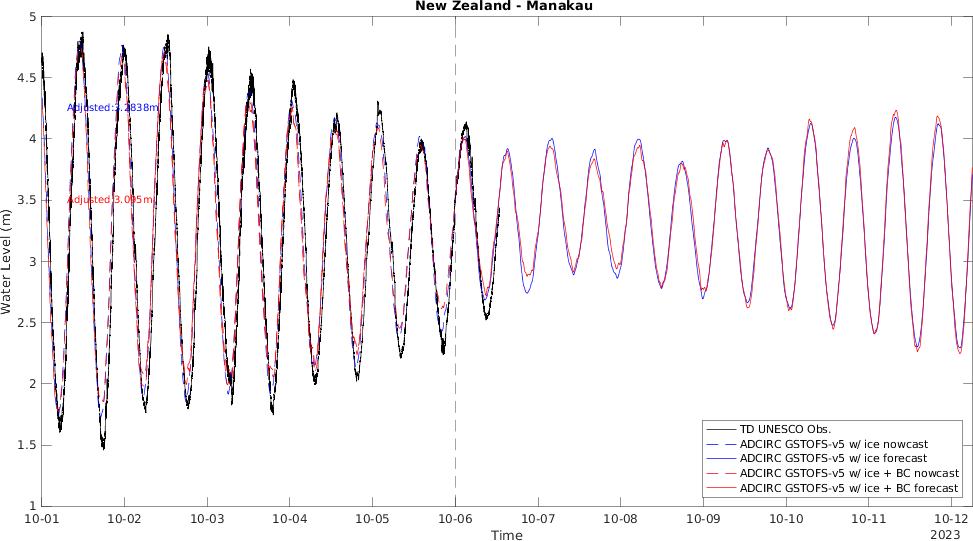 New Zealand - Manakau
5
4.5
4
3.5
3
2.5
2
1.5
1
Water Level (m)
Adjusted:3.2838m
Adjusted:3.095m
TD UNESCO Obs.
ADCIRC GSTOFS-v5 w/ ice nowcast
ADCIRC GSTOFS-v5 w/ ice forecast
ADCIRC GSTOFS-v5 w/ ice + BC nowcast
ADCIRC GSTOFS-v5 w/ ice + BC forecast
10-01 10-02 10-03 10-04 10-05 10-06 10-07 10-08 10-09 10-10 10-11 10-12
Time
2023